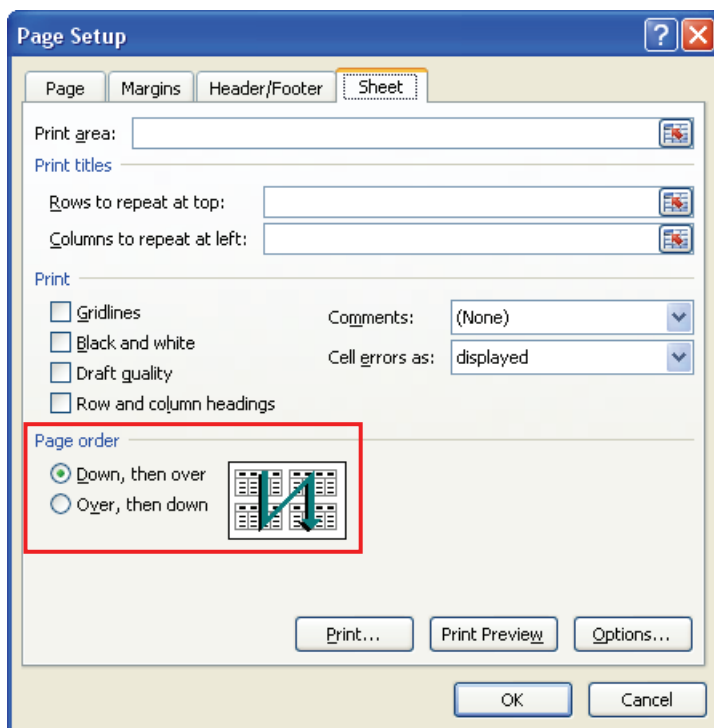 Page Setup
Page Margins Header/Footer Sheet
Print area:
Print titles
Rows to repeat at top:
Columns to repeat at left:
Print
Gridlines
Black and white
Draft quality
Row and column headings
Comments: (None)
Cell errors as: displayed
Page order
Down, then over
Over, then down
Print... Print Preview Options...
OK Cancel